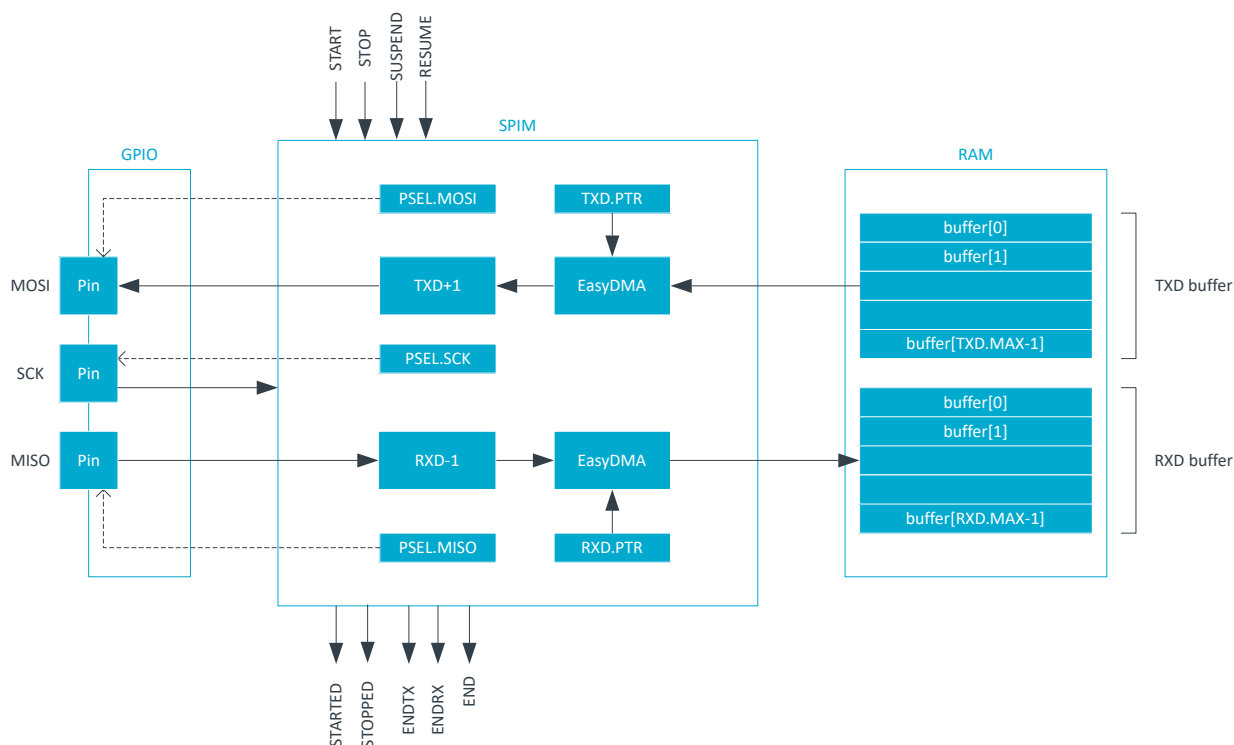 START
STOP
SUSPEND
RESUME
SPIM
GPIO
RAM
PSEL.MOSI
TXD.PTR
buffer[0]
buffer[1]
MOSI
Pin
TXD+1
EasyDMA
TXD buffer
buffer[TXD.MAX-1]
PSEL.SCK
SCK
Pin
buffer[0]
buffer[1]
MISO
Pin
RXD-1
EasyDMA
RXD buffer
buffer[RXD.MAX-1]
PSEL.MISO
RXD.PTR
STARTED
STOPPED
ENDTX
ENDRX
END